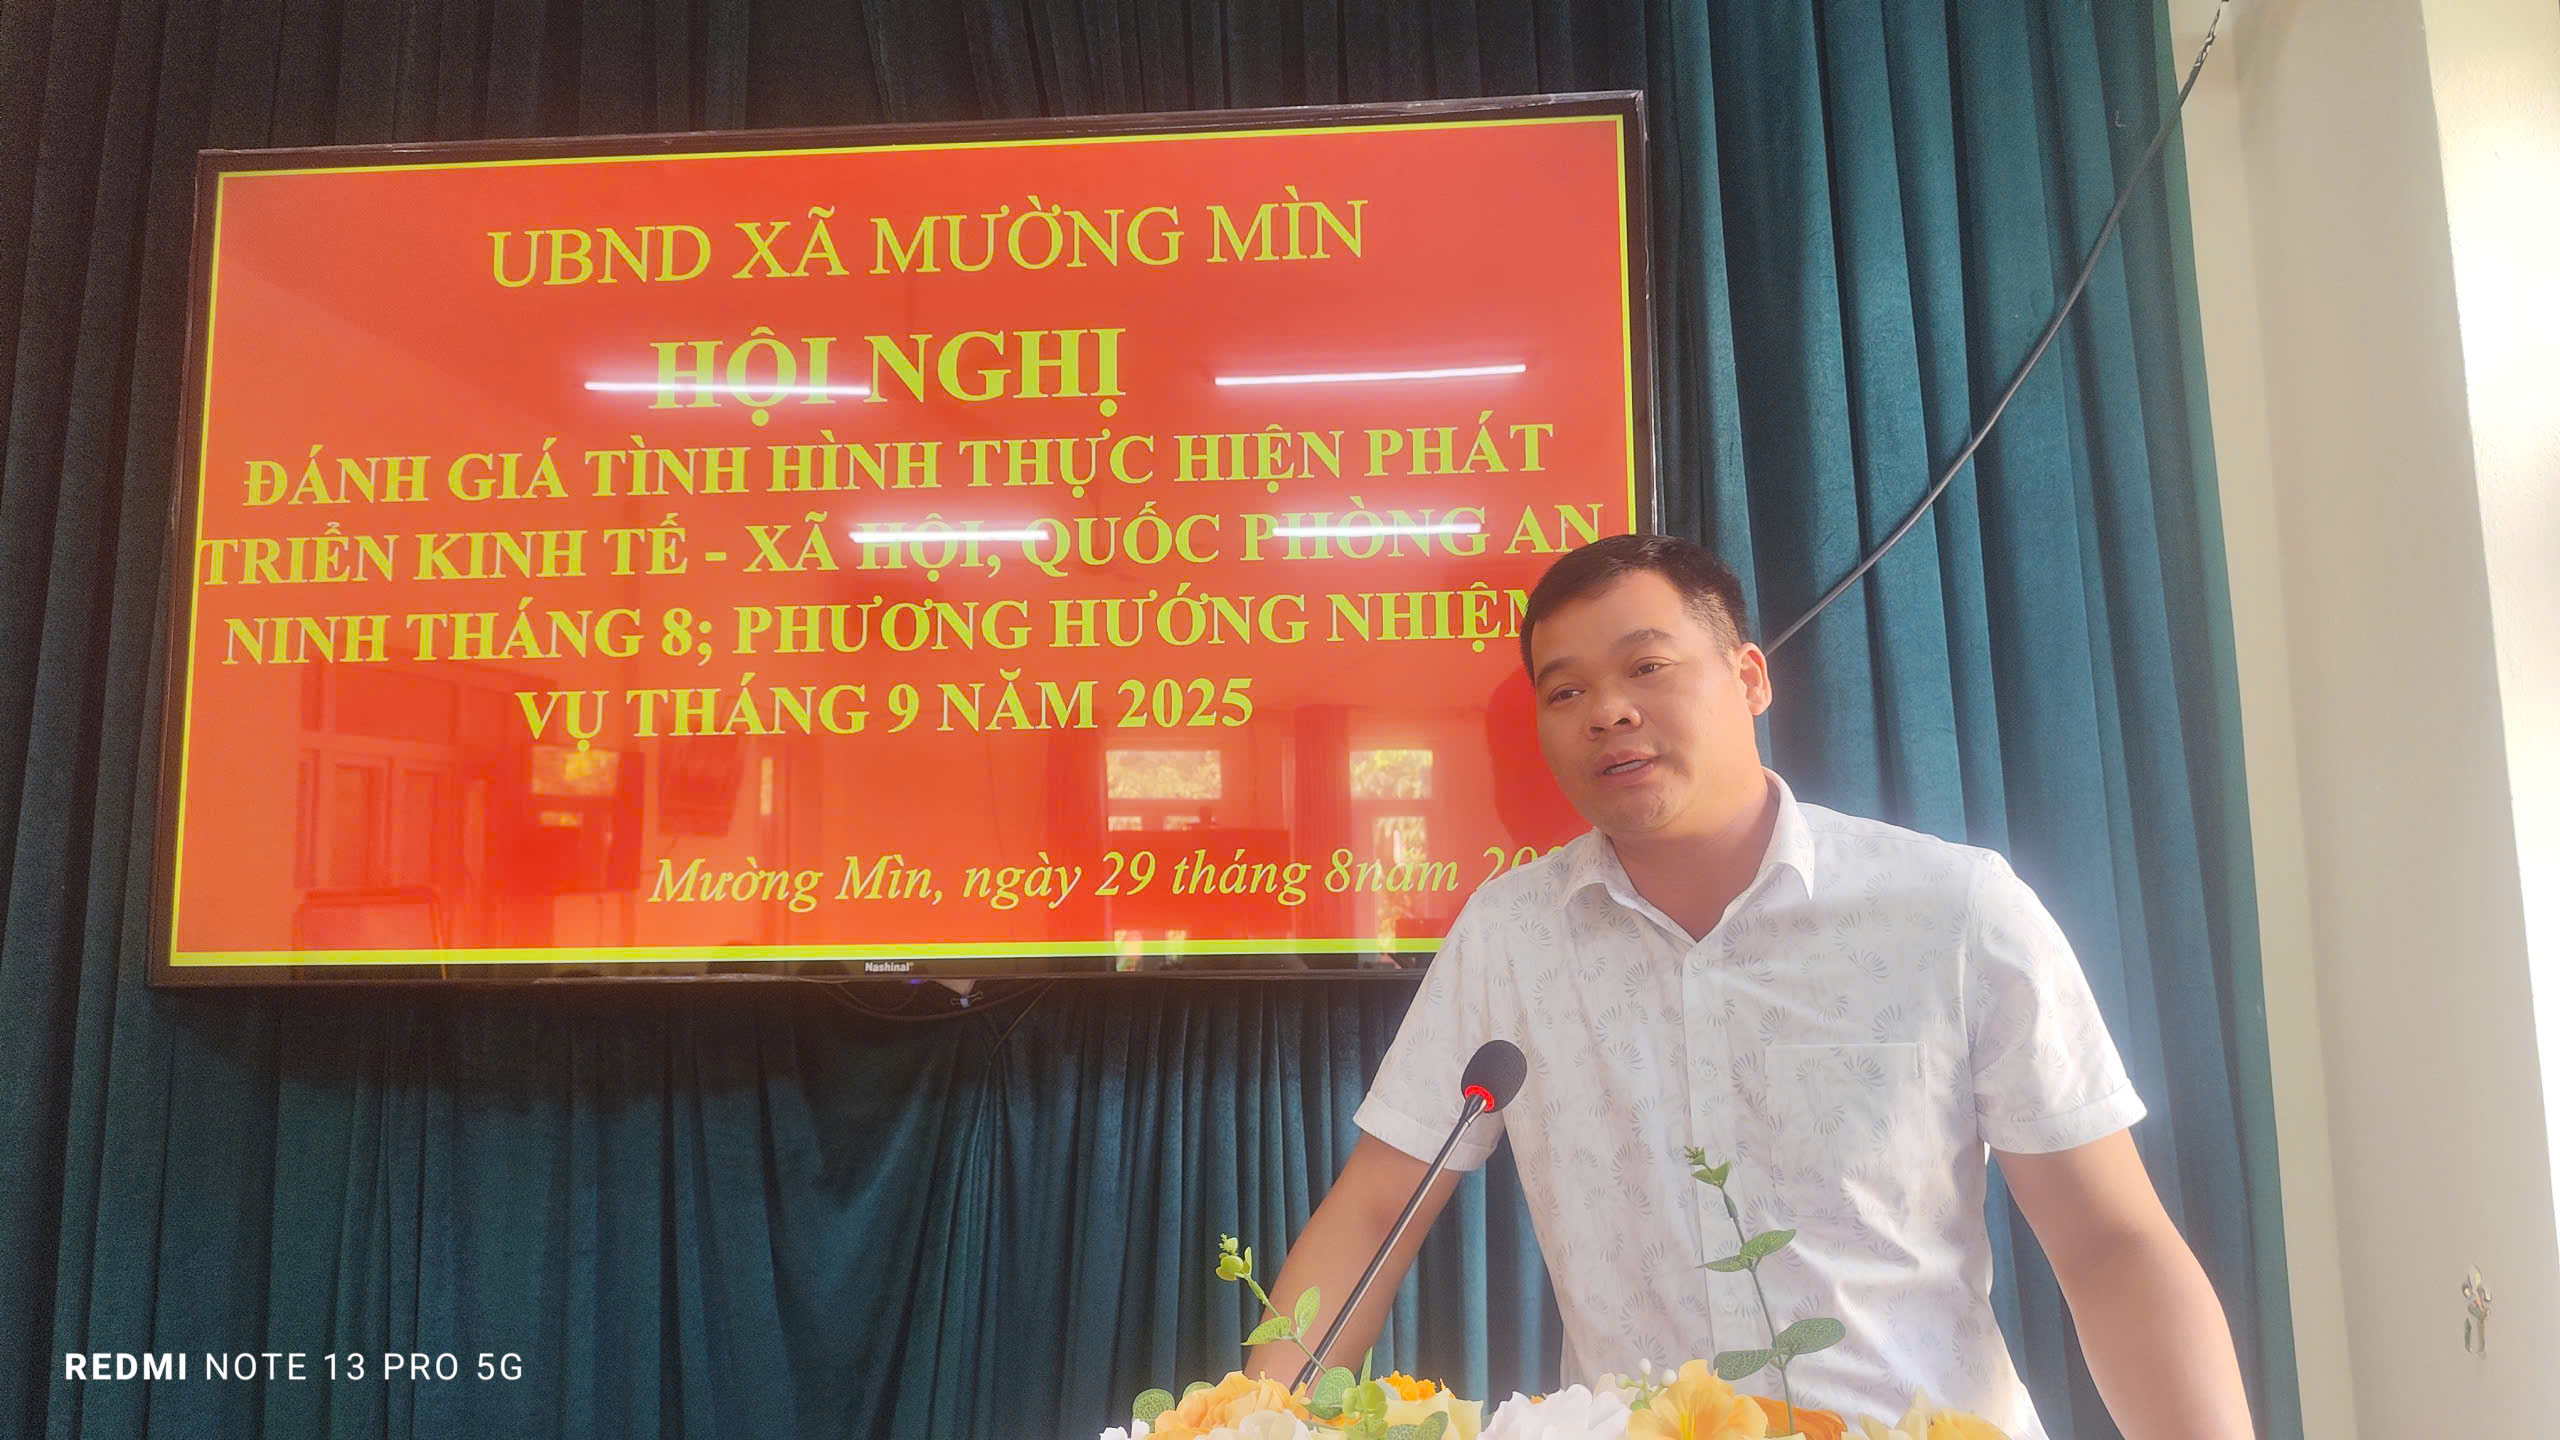 UBND XÃ MƯỜNG MÌN
HỘI NGHỊ
ĐÁNH GIÁ TÌNH HÌNH THỰC HIỆN PHÁT
TRIỂN KINH TẾ - XÃ HỘI, QUỐC PHÒNG AN
NINH THÁNG 8; PHƯƠNG HƯỚNG NHIỆM
VỤ THÁNG 9 NĂM 2025
Mường Mìn, ngày 29 tháng 8năm
Nashinal
REDMI NOTE 13 PRO 5G